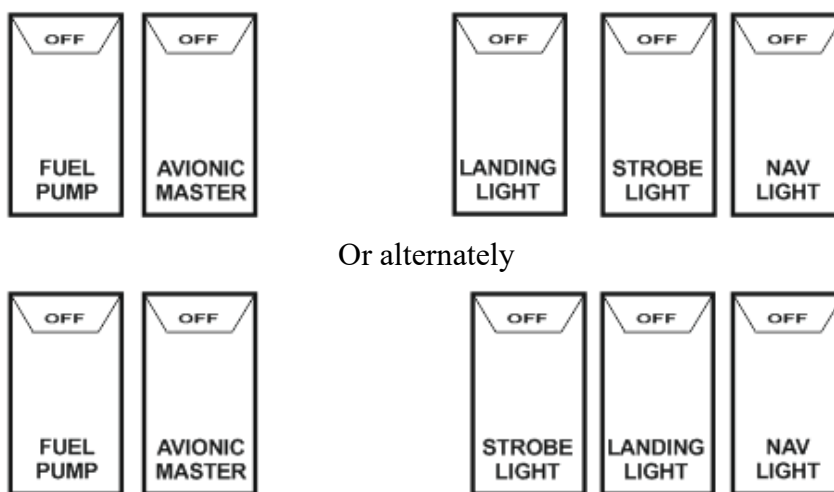 OFF OFF OFF OFF OFF
FUEL AVIONIC LANDING STROBE NAV
PUMP MASTER LIGHT LIGHT LIGHT
Or alternately
OFF OFF OFF OFF OFF
FUEL AVIONIC STROBE LANDING NAV
PUMP MASTER LIGHT LIGHT LIGHT